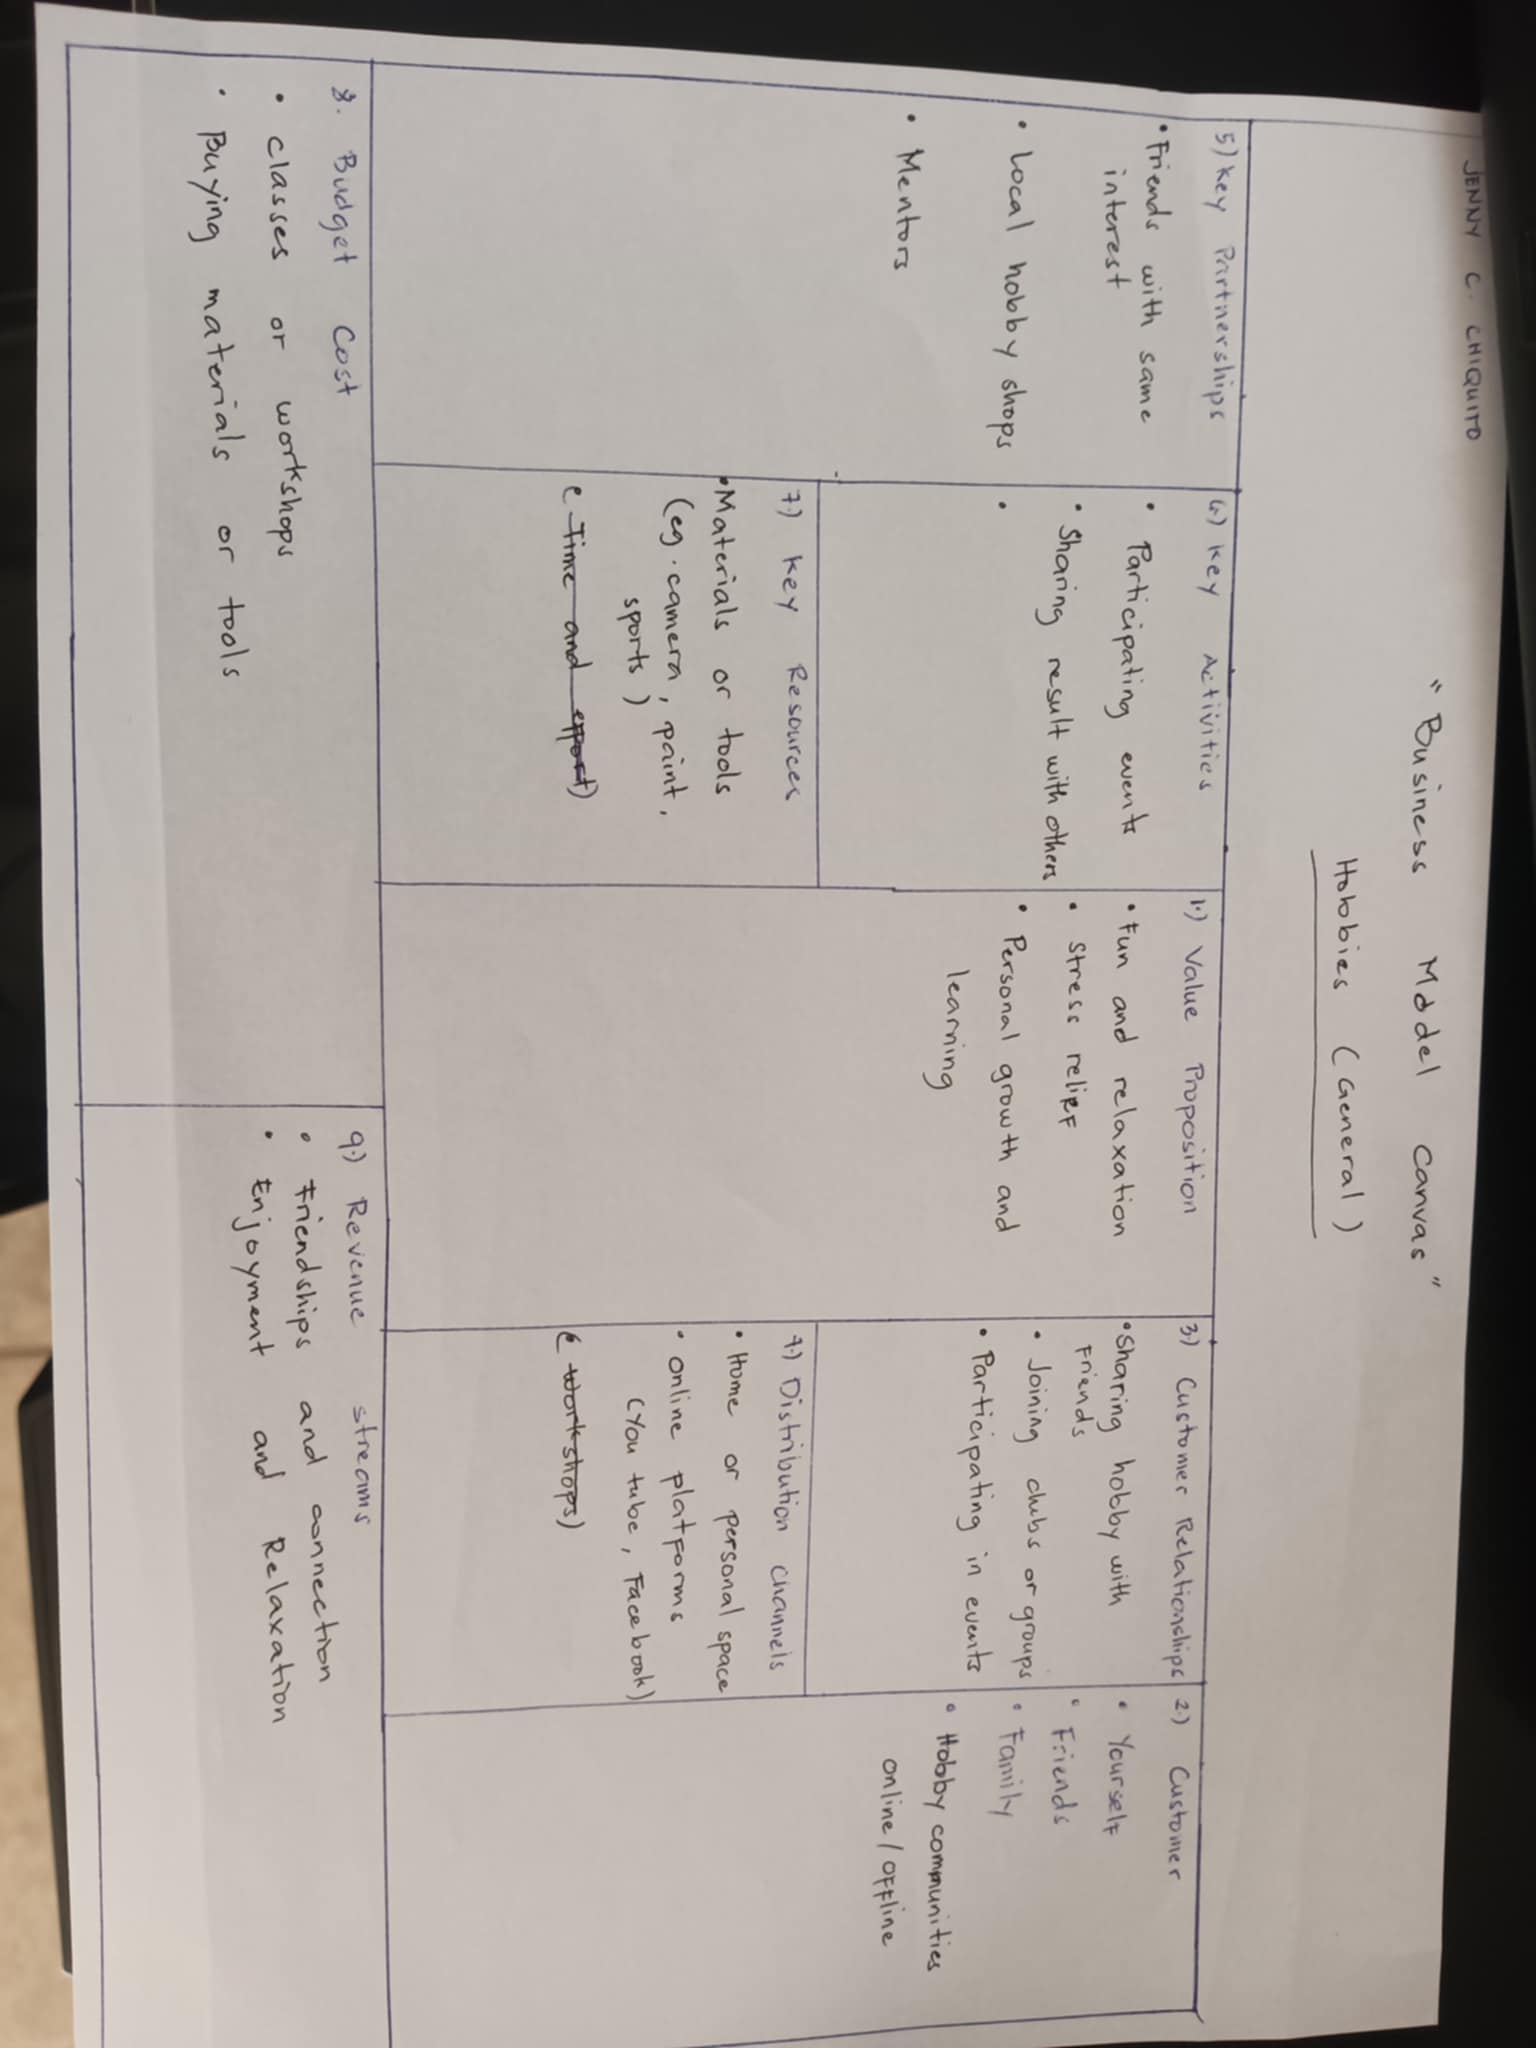 JENNY C. CHIQUITO
"Business Model Canvas"
Hobbies (General)
5) Key Partnerships
• Friends with same
interest
• Local hobby shops
• Mentors
6.) Key Activities
• Participating events
• Sharing result with others
•
7.) Key Resources
• Materials or tools
(eg. camera, paint,
sports)
Time and effort)
1.) Value Proposition
• Fun and relaxation
• Stress relief
• Personal growth and
learning
3.) Customer Relationships
• Sharing hobby with
Friends
• Joining clubs or groups
• Participating in events
4.) Distribution Channels
• Home or personal space
• Online platforms
(You tube, Facebook)
( workshops)
2.) Customer
• Yourself
• Friends
• Family
• Hobby communities
online/offline
8. Budget Cost
• classes or workshops
• Buying materials or tools
9.) Revenue streams
• Friendships and connection
• Enjoyment and Relaxation